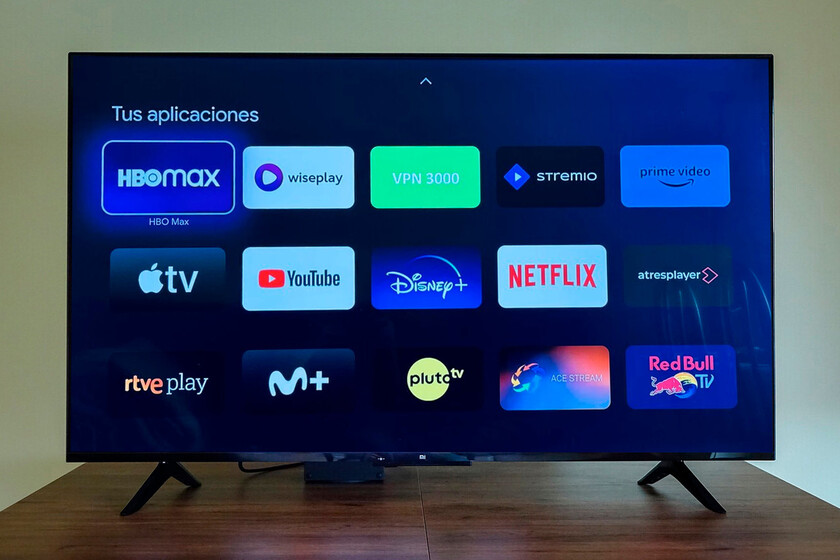 Tus aplicaciones
HBOmax
wiseplay
VPN 3000
STREMIO
prime video
HBO Max
tv
YouTube
Disney+
NETFLIX
atresplayer
rtve play
M+
pluto tv
ACE STREAM
Red Bull
TV
mi